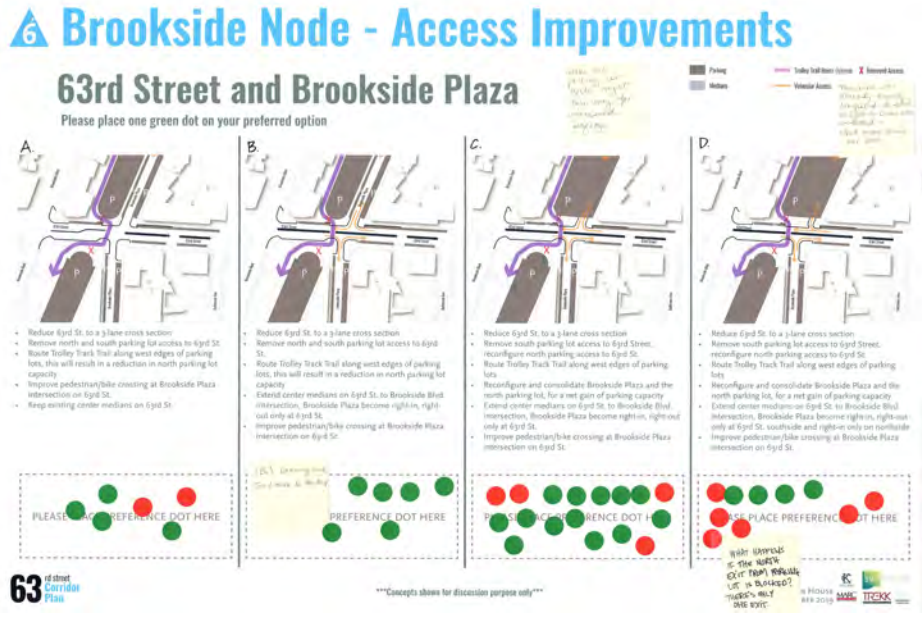 6 Brookside Node - Access Improvements
63rd Street and Brookside Plaza
Please place one green dot on your preferred option
Parking
Medians
Trolley Track Trail
Vehicular Access
X Removed Access
A.
P
P
P
Reduce 63rd St. to a 3-lane cross section
Remove north and south parking lot access to 63rd St.
Route Trolley Track Trail along west edges of parking
lots, this will result in a reduction in north parking lot
capacity
Improve pedestrian/bike crossing at Brookside Plaza
intersection on 63rd St.
Keep existing center medians on 63rd St.
PLEASE PLACE PREFERENCE DOT HERE
B.
P
P
Reduce 63rd St. to a 3-lane cross section
Remove north and south parking lot access to 63rd
St.
Route Trolley Track Trail along west edges of parking
lots, this will result in a reduction in north parking lot
capacity
Extend center medians on 63rd St. to Brookside Blvd
intersection, Brookside Plaza become right-in, right-
out only at 63rd St.
Improve pedestrian/bike crossing at Brookside Plaza
intersection on 63rd St.
PREFERENCE DOT HERE
C.
P
P
Reduce 63rd St. to a 3-lane cross section
Remove south parking lot access to 63rd Street,
reconfigure north parking access to 63rd St.
Route Trolley Track Trail along west edges of parking
lots
Reconfigure and consolidate Brookside Plaza and the
north parking lot, for a net gain of parking capacity
Extend center medians on 63rd St. to Brookside Blvd
intersection, Brookside Plaza become right-in, right-out
only at 63rd St.
Improve pedestrian/bike crossing at Brookside Plaza
intersection on 63rd St.
PLACE PREFERENCE DOT
D.
P
P
Reduce 63rd St. to a 3-lane cross section
Remove south parking lot access to 63rd Street,
reconfigure north parking access to 63rd St.
Route Trolley Track Trail along west edges of parking
lots
Reconfigure and consolidate Brookside Plaza and the
north parking lot, for a net gain of parking capacity
Extend center medians on 63rd St. to Brookside Blvd
intersection, Brookside Plaza become right-in, right-out
only at 63rd St. southside and right-in only on northside
Improve pedestrian/bike crossing at Brookside Plaza
intersection on 63rd St.
PLEASE PLACE PREFERENCE DOT HERE
WHAT HAPPENS
IF THE NORTH
EXIT FROM PARKING
LOT IS BLOCKED?
THERE'S ONLY
ONE EXIT.
63 rd street
Corridor
Plan
***Concepts shown for discussion purpose only***
House
2019
KC
MARC
TREKK